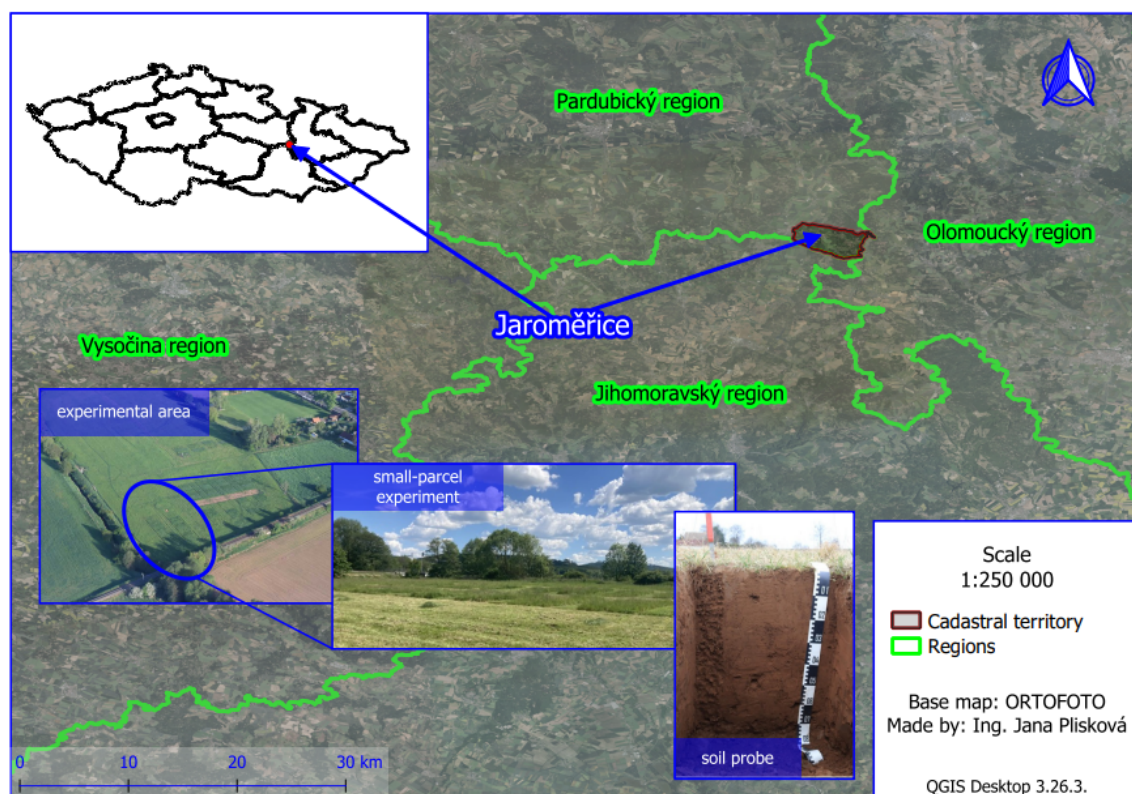 Pardubický region
Olomoucký region
Jaroměřice
Vysočina region
Jihomoravský region
experimental area
small-parcel
experiment
soil probe
Scale
1:250 000
Cadastral territory
Regions
Base map: ORTOFOTO
Made by: Ing. Jana Plisková
QGIS Desktop 3.26.3.
0 10 20 30 km